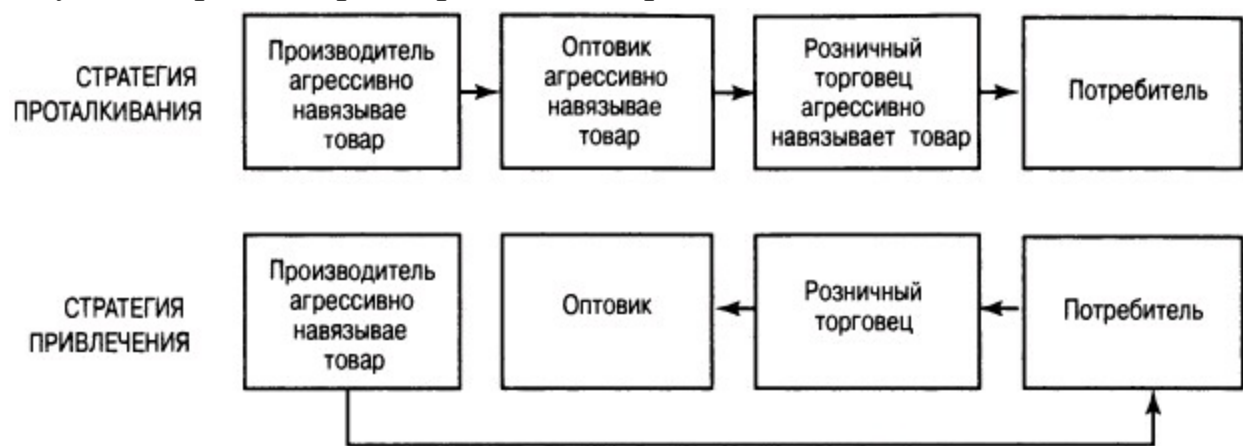 СТРАТЕГИЯ
ПРОТАЛКИВАНИЯ
Производитель
агрессивно
навязывае
товар
Оптовик
агрессивно
навязывае
товар
Розничный
торговец
агрессивно
навязывает товар
Потребитель
СТРАТЕГИЯ
ПРИВЛЕЧЕНИЯ
Производитель
агрессивно
навязывае
товар
Оптовик
Розничный
торговец
Потребитель